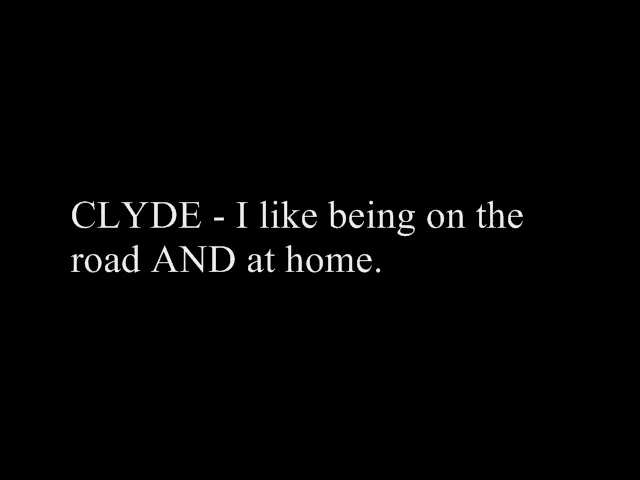 CLYDE - I like being on the
road AND at home.